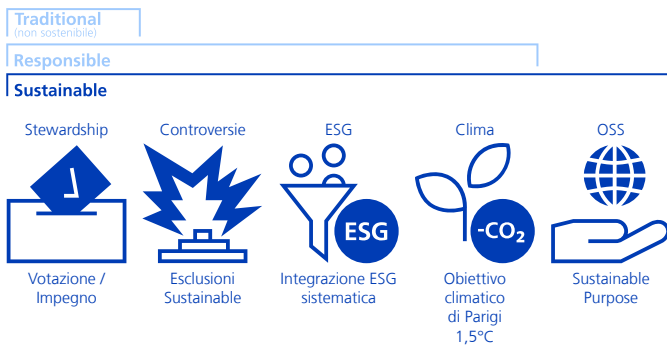 Traditional
(non sostenibile)
Responsible
Sustainable
Stewardship
Controversie
ESG
Clima
OSS
ESG
-CO₂
Votazione /
Impegno
Esclusioni
Sustainable
Integrazione ESG
sistematica
Obiettivo
climatico
di Parigi
1,5°C
Sustainable
Purpose